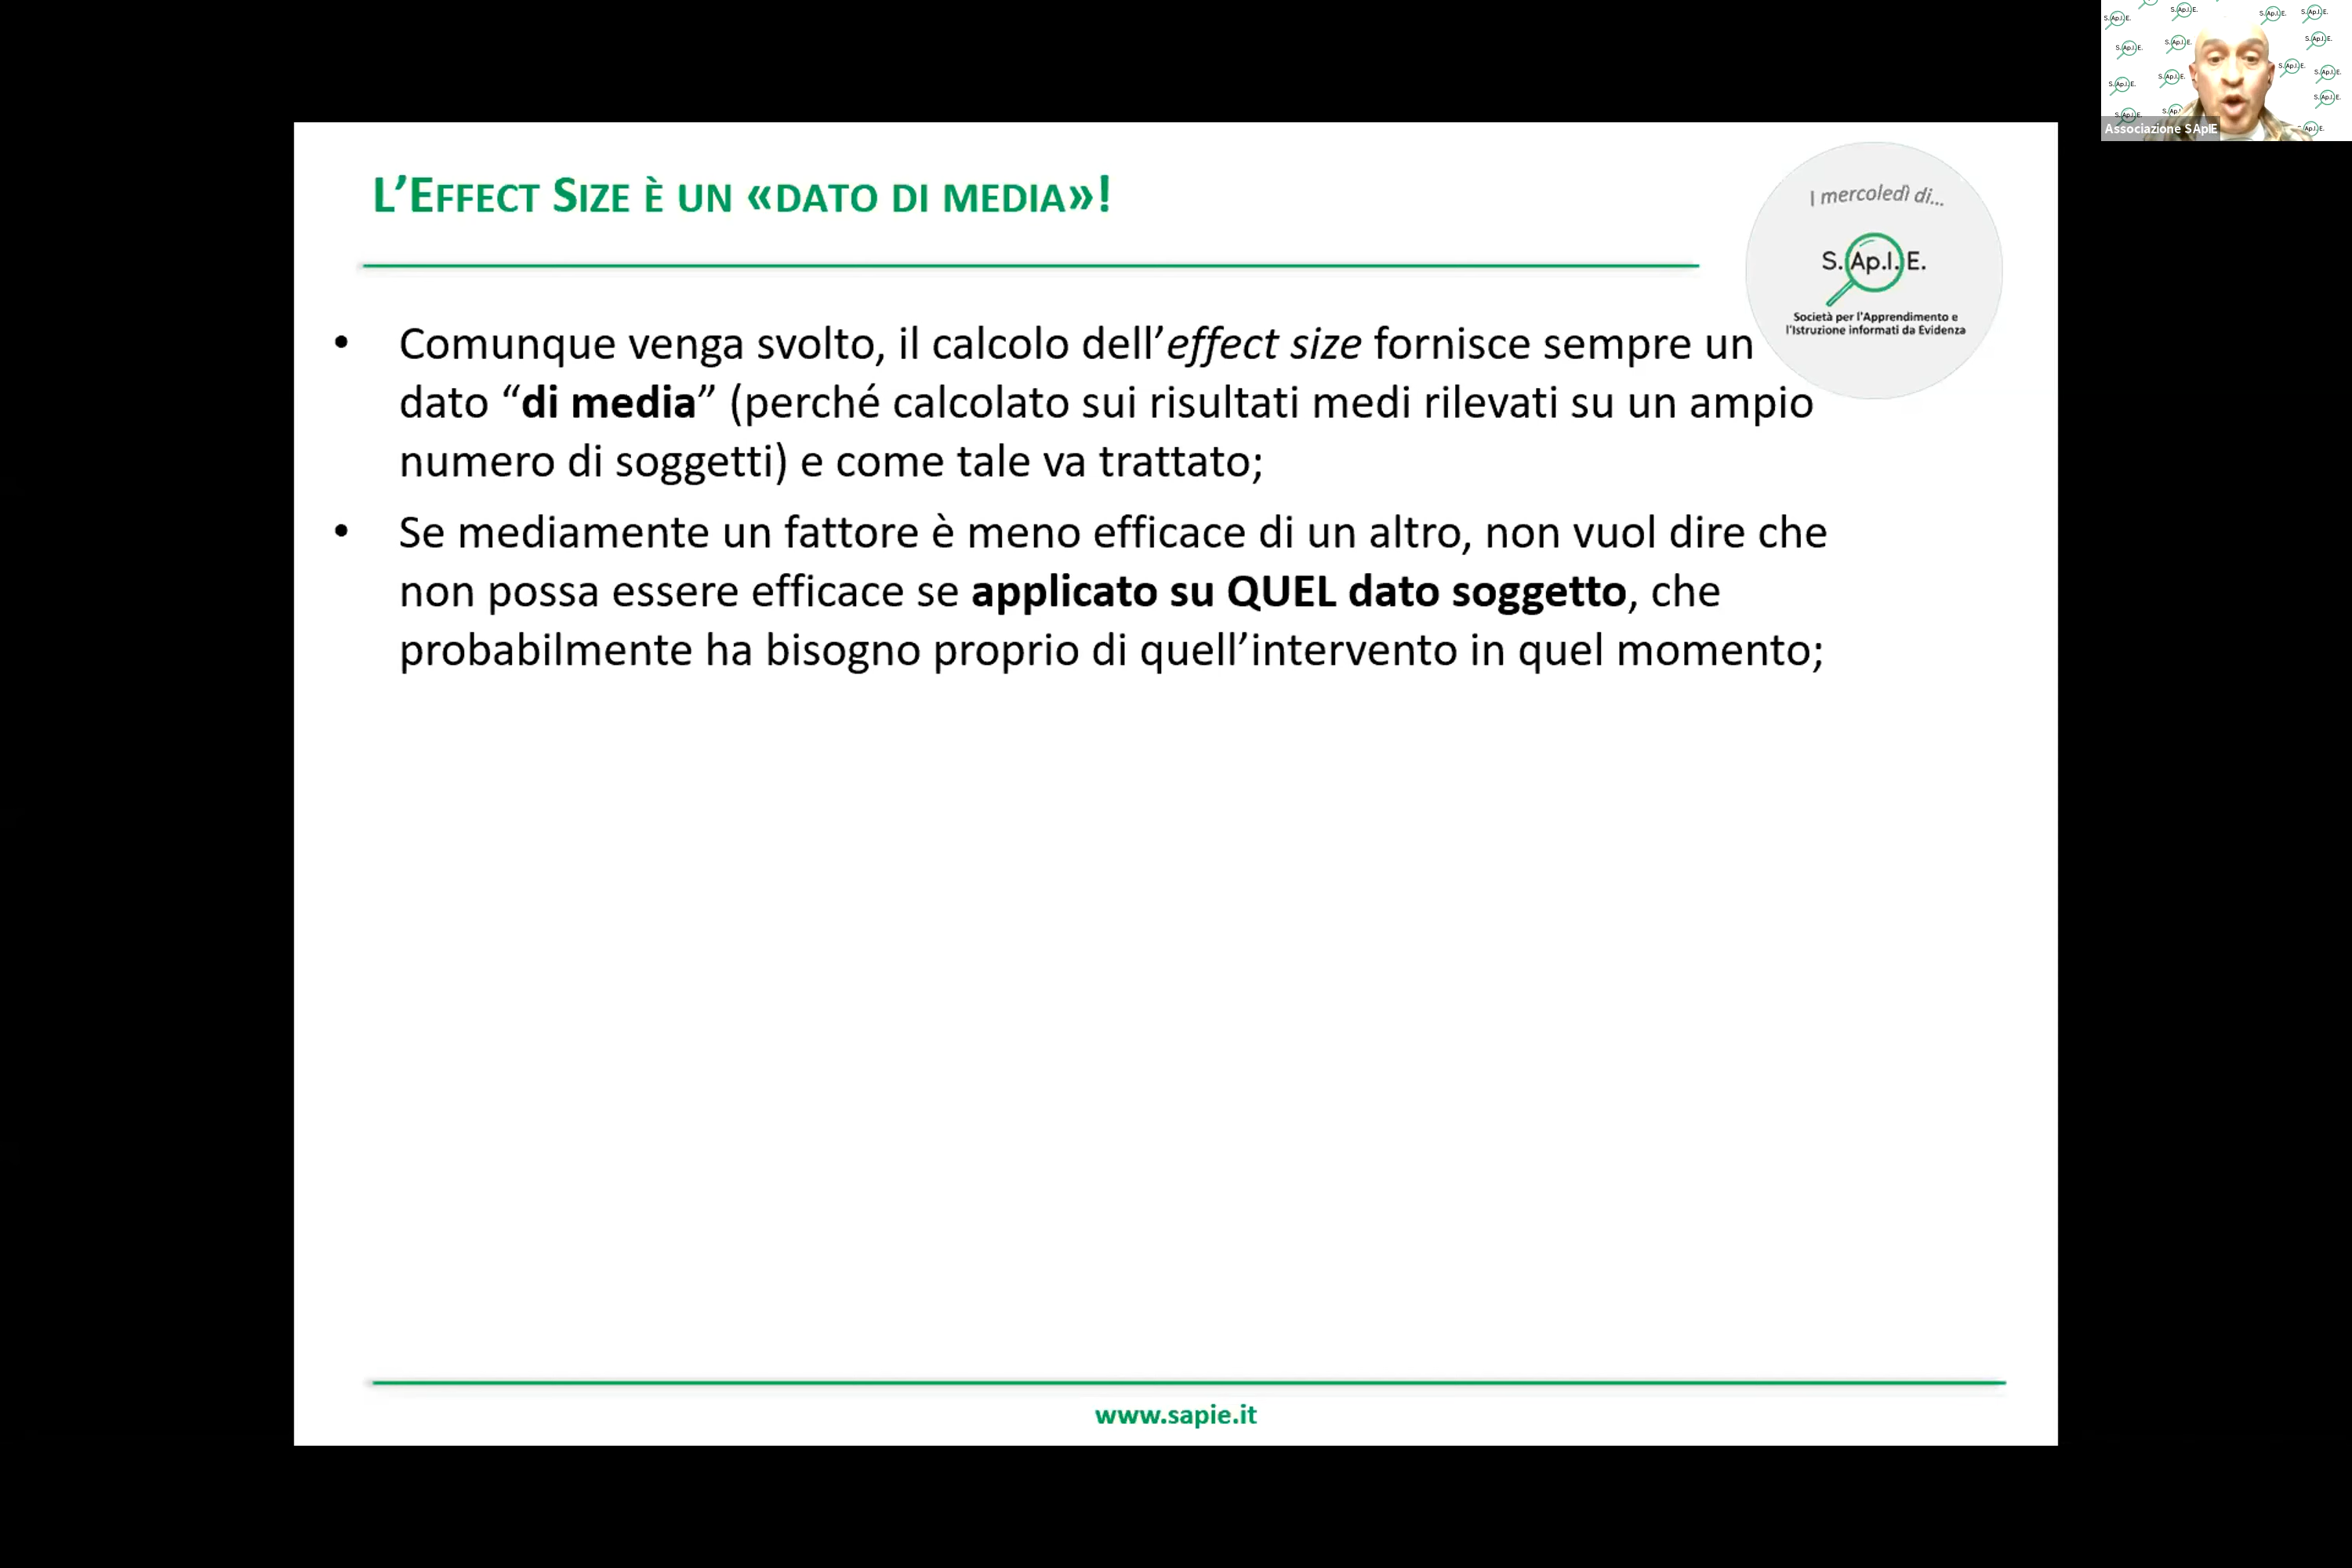 L'EFFECT SIZE È UN «DATO DI MEDIA»!
I mercoledì di...
S.Ap.I.E.
Società per l'Apprendimento e
l'Istruzione informati da Evidenza
• Comunque venga svolto, il calcolo dell'effect size fornisce sempre un
dato “di media” (perché calcolato sui risultati medi rilevati su un ampio
numero di soggetti) e come tale va trattato;
• Se mediamente un fattore è meno efficace di un altro, non vuol dire che
non possa essere efficace se applicato su QUEL dato soggetto, che
probabilmente ha bisogno proprio di quell'intervento in quel momento;
www.sapie.it
Associazione SApIE